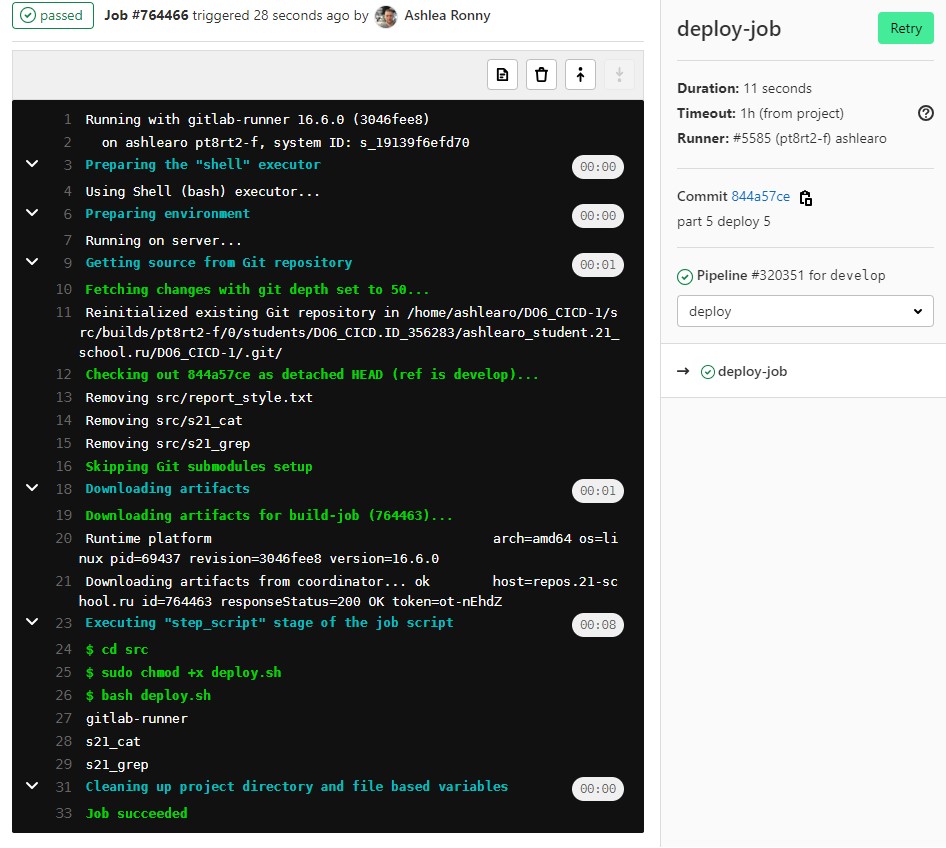 passed Job #764466 triggered 28 seconds ago by Ashlea Ronny
1 Running with gitlab-runner 16.6.0 (3046fee8)
2 on ashlearo pt8rt2-f, system ID: s_19139f6efd70
3 Preparing the "shell" executor 00:00
4 Using Shell (bash) executor...
6 Preparing environment 00:00
7 Running on server...
9 Getting source from Git repository 00:01
10 Fetching changes with git depth set to 50...
11 Reinitialized existing Git repository in /home/ashlearo/DO6_CICD-1/s
rc/builds/pt8rt2-f/0/students/DO6_CICD.ID_356283/ashlearo_student.21_
school.ru/DO6_CICD-1/.git/
12 Checking out 844a57ce as detached HEAD (ref is develop)...
13 Removing src/report_style.txt
14 Removing src/s21_cat
15 Removing src/s21_grep
16 Skipping Git submodules setup
18 Downloading artifacts 00:01
19 Downloading artifacts for build-job (764463)...
20 Runtime platform arch=amd64 os=li
nux pid=69437 revision=3046fee8 version=16.6.0
21 Downloading artifacts from coordinator... ok host=repos.21-sc
hool.ru id=764463 responseStatus=200 OK token=ot-nEhdZ
23 Executing "step_script" stage of the job script 00:08
24 $ cd src
25 $ sudo chmod +x deploy.sh
26 $ bash deploy.sh
27 gitlab-runner
28 s21_cat
29 s21_grep
31 Cleaning up project directory and file based variables 00:00
33 Job succeeded
deploy-job Retry
Duration: 11 seconds
Timeout: 1h (from project)
Runner: #5585 (pt8rt2-f) ashlearo
Commit 844a57ce
part 5 deploy 5
Pipeline #320351 for develop
deploy
→ deploy-job